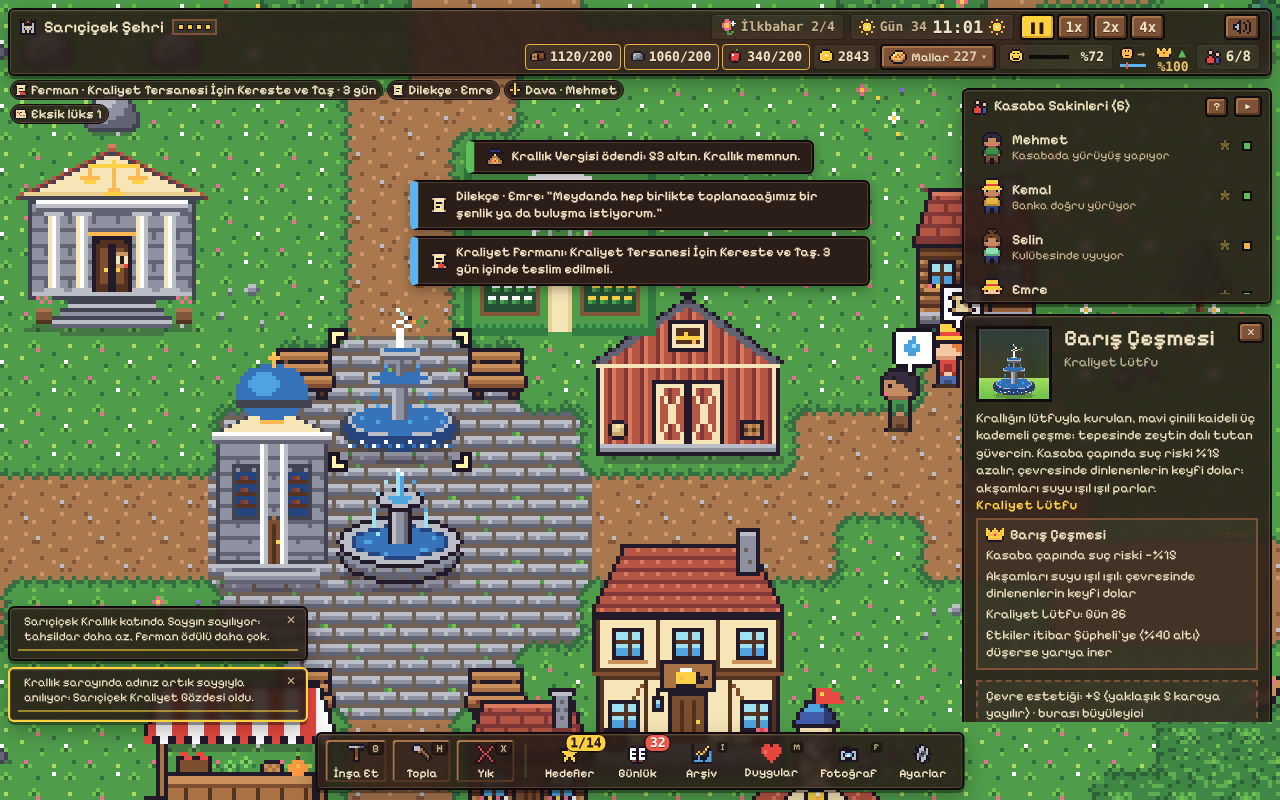 Sarıçiçek Şehri
İlkbahar 2/4
Gün 34 11:01
1x
2x
4x
1120/200
1060/200
340/200
2843
Mallar 227
%72
%100
6/8
Ferman · Kraliyet Tersanesi İçin Kereste ve Taş · 3 gün
Dilekçe · Emre
Dava · Mehmet
Eksik lüks 1
Krallık Vergisi ödendi: 83 altın. Krallık memnun.
Dilekçe · Emre: "Meydanda hep birlikte toplanacağımız bir
şenlik ya da buluşma istiyorum."
Kraliyet Fermanı: Kraliyet Tersanesi İçin Kereste ve Taş. 3
gün içinde teslim edilmeli.
Kasaba Sakinleri (6)
?
Mehmet
Kasabada yürüyüş yapıyor
Kemal
Banka doğru yürüyor
Selin
Kulübesinde uyuyor
Emre
Barış Çeşmesi
Kraliyet Lütfu
Krallığın lütfuyla kurulan, mavi çinili kaideli üç
kademeli çeşme; tepesinde zeytin dalı tutan
güvercin. Kasaba çapında suç riski %18
azalır, çevresinde dinlenenlerin keyfi dolar;
akşamları suyu ışıl ışıl parlar.
Kraliyet Lütfu
Barış Çeşmesi
Kasaba çapında suç riski -%18
Akşamları suyu ışıl ışıl; çevresinde
dinlenenlerin keyfi dolar
Kraliyet Lütfu: Gün 26
Etkiler itibar Şüpheli'ye (%40 altı)
düşerse yarıya iner
Çevre estetiği: +8 (yaklaşık 8 karoya
yayılır) · burası büyüleyici
Sarıçiçek Krallık katında Saygın sayılıyor:
tahsildar daha az, ferman ödülü daha çok.
Krallık sarayında adınız artık saygıyla
anılıyor: Sarıçiçek Kraliyet Gözdesi oldu.
G
İnşa Et
H
Topla
X
Yık
1/14
Hedefler
32
Günlük
I
Arşiv
M
Duygular
F
Fotoğraf
Ayarlar